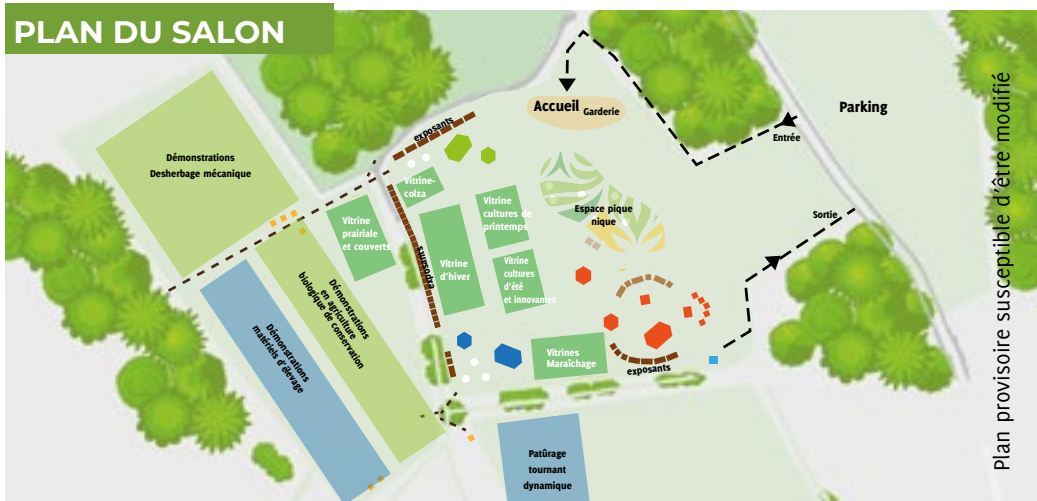 PLAN DU SALON
Accueil
Garderie
Parking
Entrée
Sortie
exposants
Démonstrations
Desherbage mécanique
Vitrine-
colza
Vitrine
cultures de
printemps
Espace pique
nique
Vitrine
prairiale
et couverts
exposants
Vitrine
d'hiver
Vitrine
cultures
d'été
et innovantes
Démonstrations
en agriculture
biologique de conservation
Démonstrations
matériels d'élevage
Vitrines
Maraîchage
exposants
Patûrage
tournant
dynamique
Plan provisoire susceptible d'être modifié